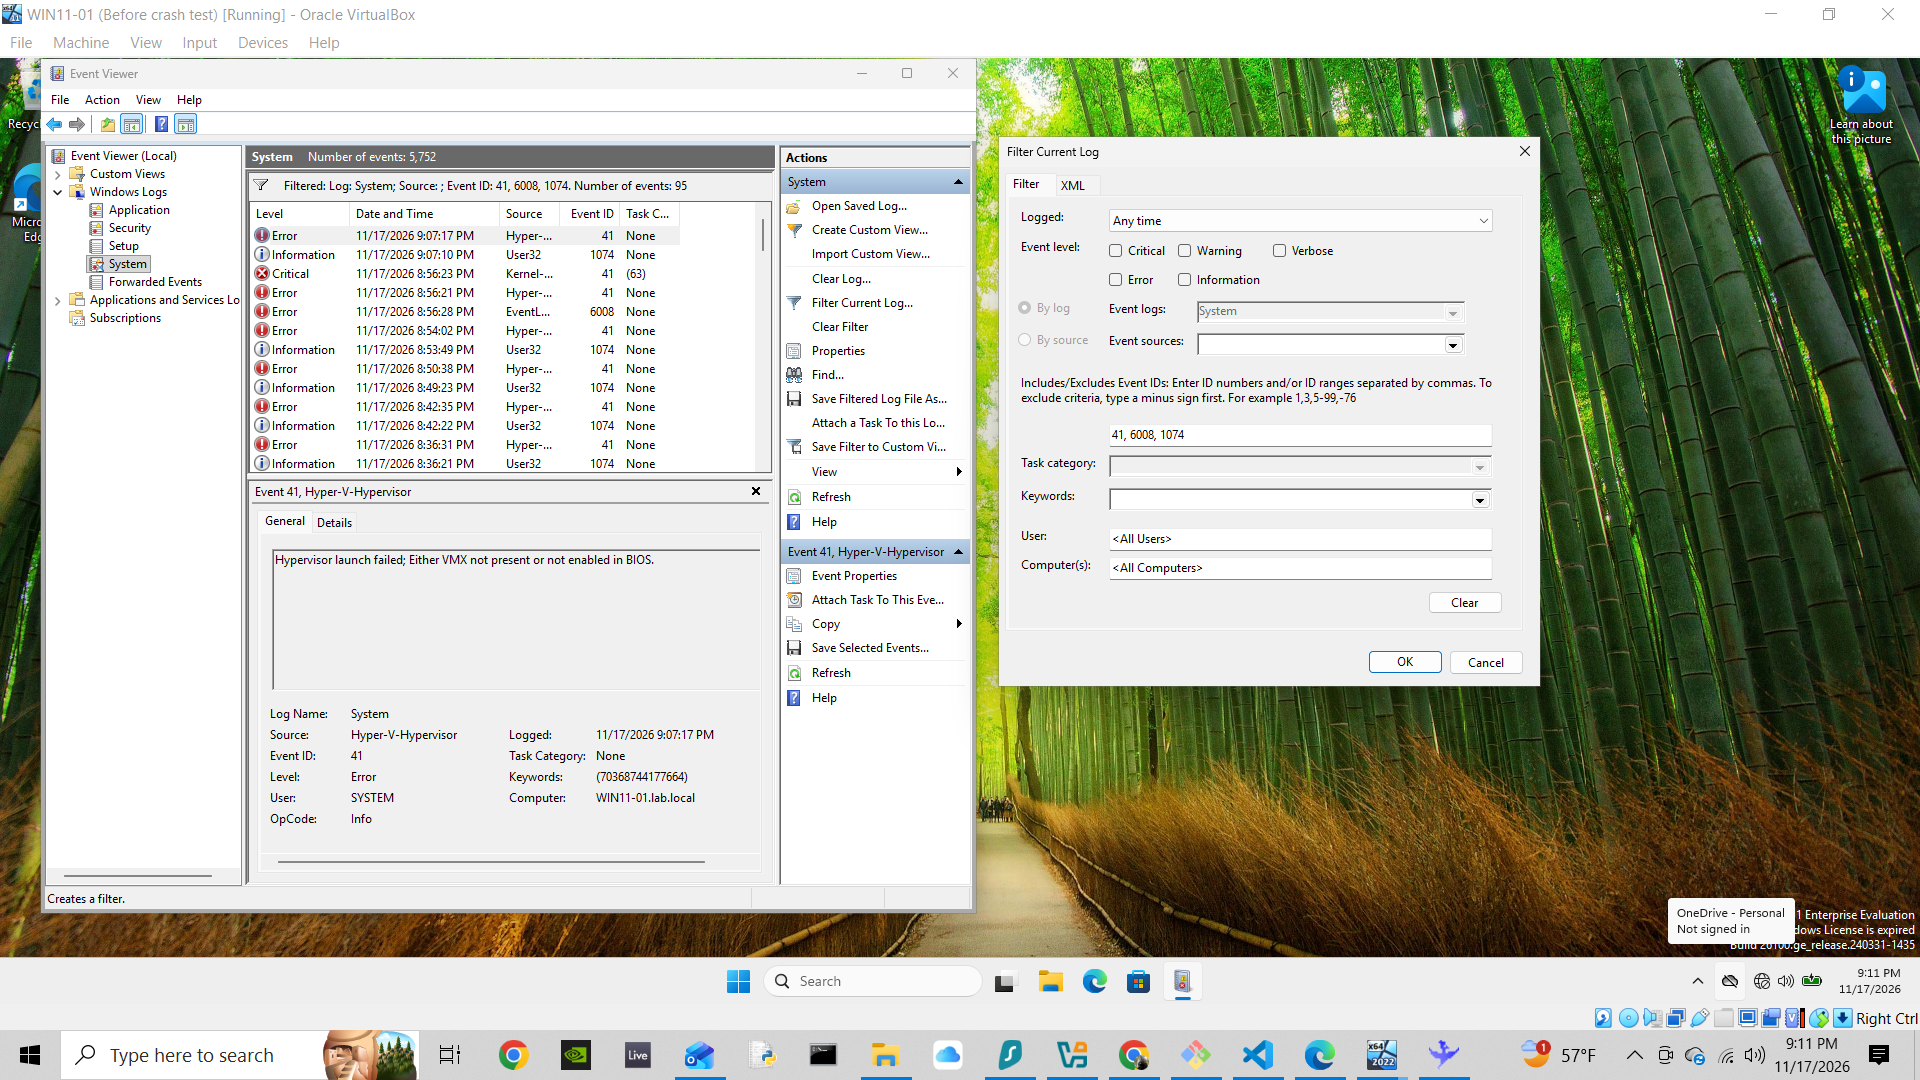 WIN11-01 (Before crash test) [Running] - Oracle VirtualBox
File Machine View Input Devices Help
Event Viewer
File Action View Help
Event Viewer (Local)
Custom Views
Windows Logs
Application
Security
Setup
System
Forwarded Events
Applications and Services Lo
Subscriptions
System Number of events: 5,752
Filtered: Log: System; Source: ; Event ID: 41, 6008, 1074. Number of events: 95
Level Date and Time Source Event ID Task C...
Error 11/17/2026 9:07:17 PM Hyper-... 41 None
Information 11/17/2026 9:07:10 PM User32 1074 None
Critical 11/17/2026 8:56:23 PM Kernel-... 41 (63)
Error 11/17/2026 8:56:21 PM Hyper-... 41 None
Error 11/17/2026 8:56:28 PM EventL... 6008 None
Error 11/17/2026 8:54:02 PM Hyper-... 41 None
Information 11/17/2026 8:53:49 PM User32 1074 None
Error 11/17/2026 8:50:38 PM Hyper-... 41 None
Information 11/17/2026 8:49:23 PM User32 1074 None
Error 11/17/2026 8:42:35 PM Hyper-... 41 None
Information 11/17/2026 8:42:22 PM User32 1074 None
Error 11/17/2026 8:36:31 PM Hyper-... 41 None
Information 11/17/2026 8:36:21 PM User32 1074 None
Event 41, Hyper-V-Hypervisor
General Details
Hypervisor launch failed; Either VMX not present or not enabled in BIOS.
Log Name: System
Source: Hyper-V-Hypervisor Logged: 11/17/2026 9:07:17 PM
Event ID: 41 Task Category: None
Level: Error Keywords: (70368744177664)
User: SYSTEM Computer: WIN11-01.lab.local
OpCode: Info
Creates a filter.
Actions
System
Open Saved Log...
Create Custom View...
Import Custom View...
Clear Log...
Filter Current Log...
Clear Filter
Properties
Find...
Save Filtered Log File As...
Attach a Task To this Lo...
Save Filter to Custom Vi...
View
Refresh
Help
Event 41, Hyper-V-Hypervisor
Event Properties
Attach Task To This Eve...
Copy
Save Selected Events...
Refresh
Help
Filter Current Log
Filter XML
Logged: Any time
Event level: Critical Warning Verbose
Error Information
By log Event logs: System
By source Event sources:
Includes/Excludes Event IDs: Enter ID numbers and/or ID ranges separated by commas. To
exclude criteria, type a minus sign first. For example 1,3,5-99,-76
41, 6008, 1074
Task category:
Keywords:
User: <All Users>
Computer(s): <All Computers>
Clear
OK Cancel
Learn about
this picture
OneDrive - Personal
Not signed in
1 Enterprise Evaluation
dows License is expired
ge_release.240331-1435
Search
9:11 PM
11/17/2026
Right Ctrl
Type here to search
Live
X64
2022
1
57°F
9:11 PM
11/17/2026